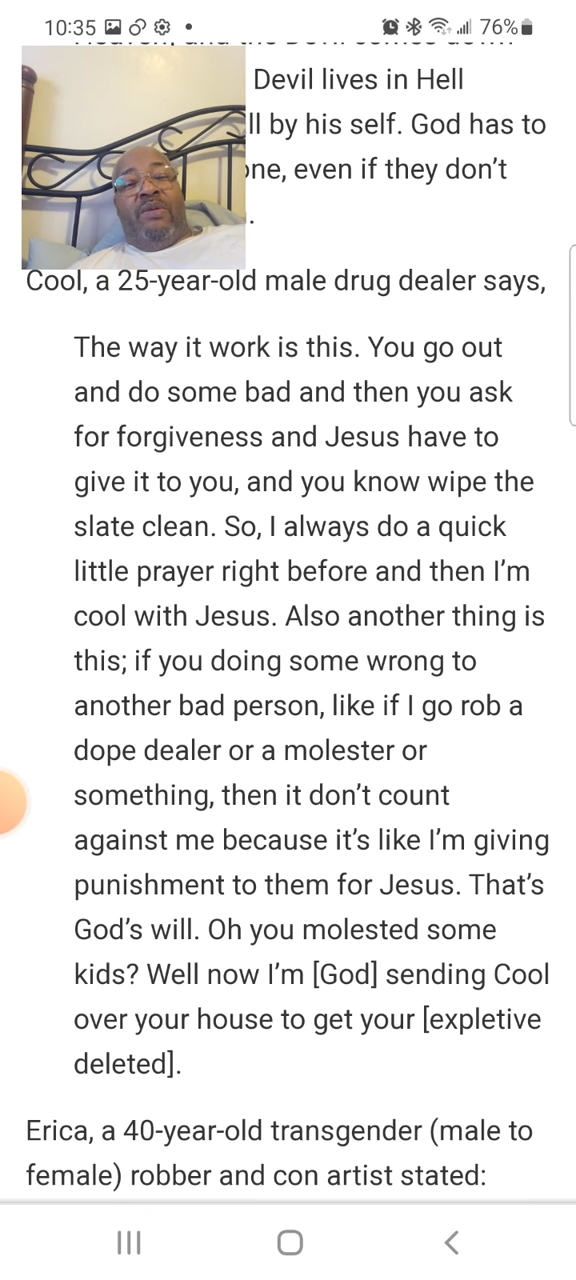 10:35
76%
Devil lives in Hell
ll by his self. God has to
ne, even if they don't
.
Cool, a 25-year-old male drug dealer says,
The way it work is this. You go out
and do some bad and then you ask
for forgiveness and Jesus have to
give it to you, and you know wipe the
slate clean. So, I always do a quick
little prayer right before and then I'm
cool with Jesus. Also another thing is
this; if you doing some wrong to
another bad person, like if I go rob a
dope dealer or a molester or
something, then it don't count
against me because it's like I'm giving
punishment to them for Jesus. That's
God's will. Oh you molested some
kids? Well now I'm [God] sending Cool
over your house to get your [expletive
deleted].
Erica, a 40-year-old transgender (male to
female) robber and con artist stated: